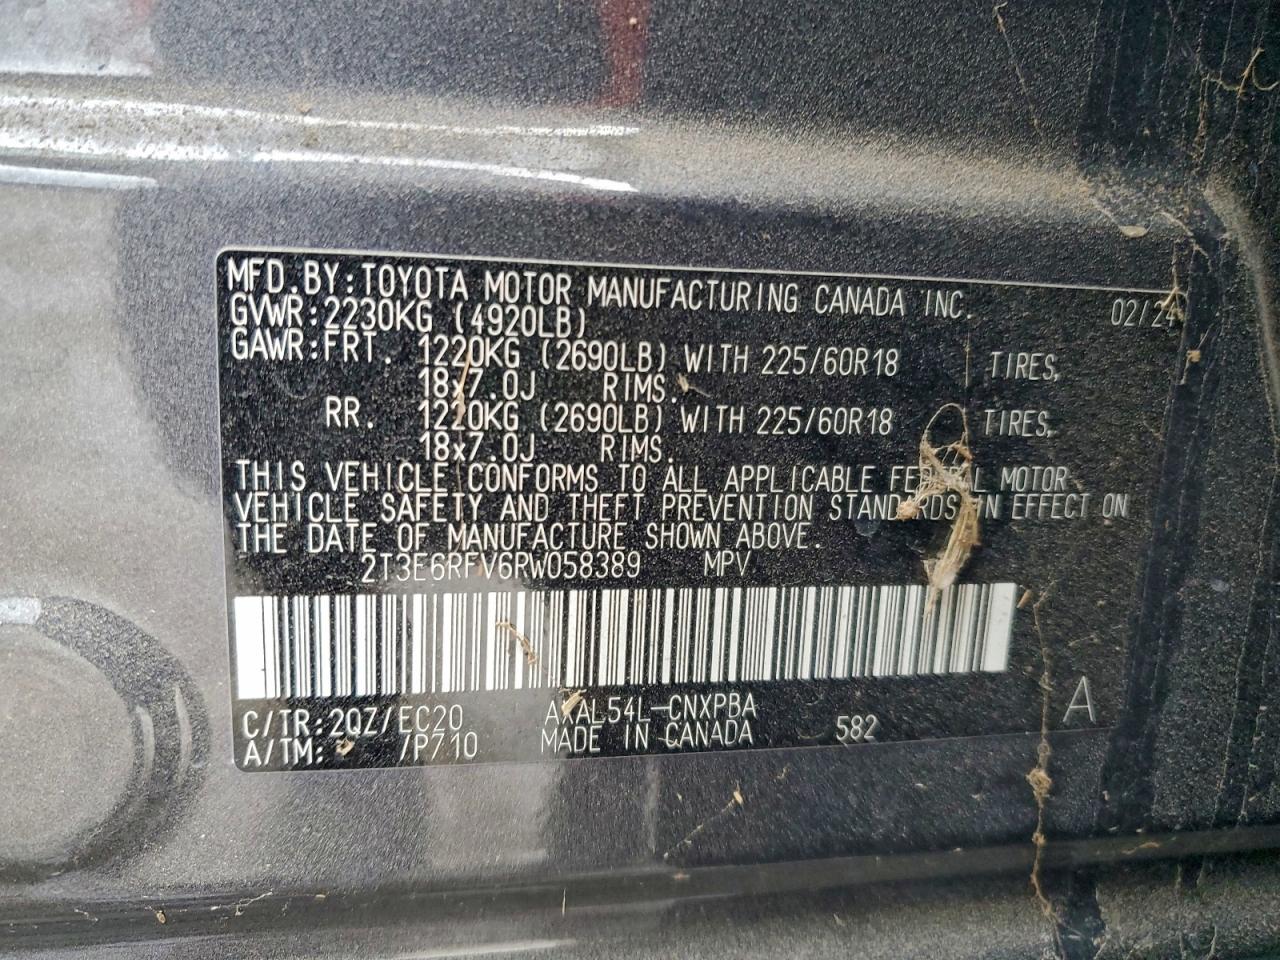 MFD.BY:TOYOTA MOTOR MANUFACTURING CANADA INC. 02/24
GVWR:2230KG (4920LB)
GAWR:FRT. 1220KG (2690LB) WITH 225/60R18 TIRES,
18x7.0J RIMS.
RR. 1220KG (2690LB) WITH 225/60R18 TIRES,
18x7.0J RIMS.
THIS VEHICLE CONFORMS TO ALL APPLICABLE FEDERAL MOTOR
VEHICLE SAFETY AND THEFT PREVENTION STANDARDS IN EFFECT ON
THE DATE OF MANUFACTURE SHOWN ABOVE.
2T3E6RFV6RW058389 MPV
C/TR:2QZ/EC20 AXAL54L-CNXPBA
A/TM: /P710 MADE IN CANADA 582 A